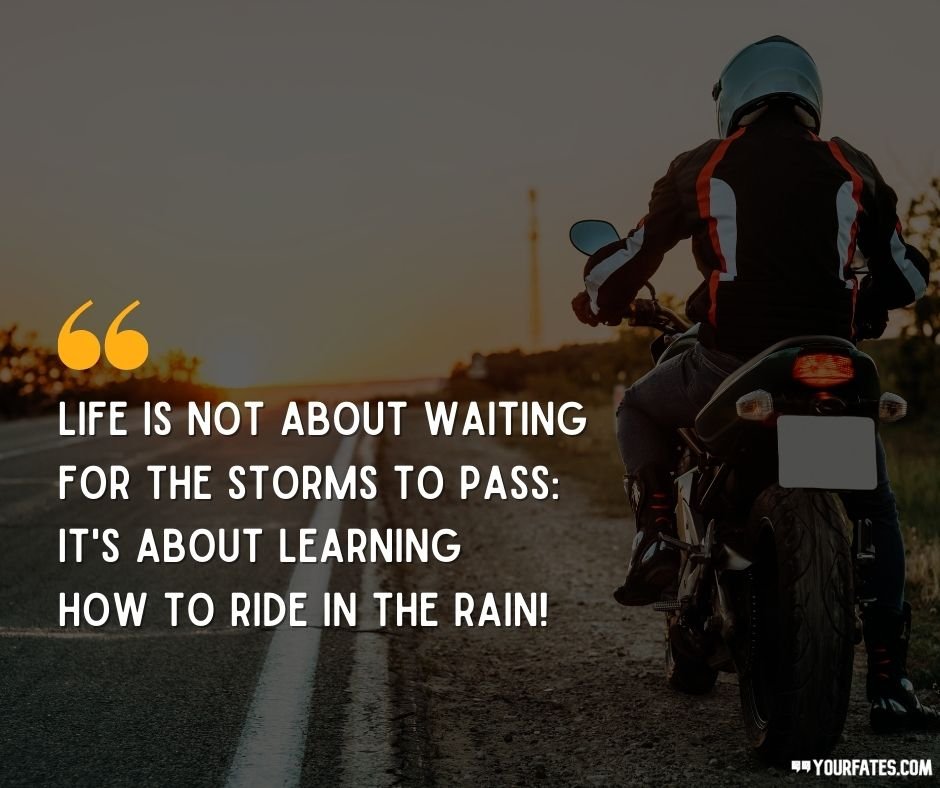 LIFE IS NOT ABOUT WAITING
FOR THE STORMS TO PASS:
IT'S ABOUT LEARNING
HOW TO RIDE IN THE RAIN!
YOURFATES.COM